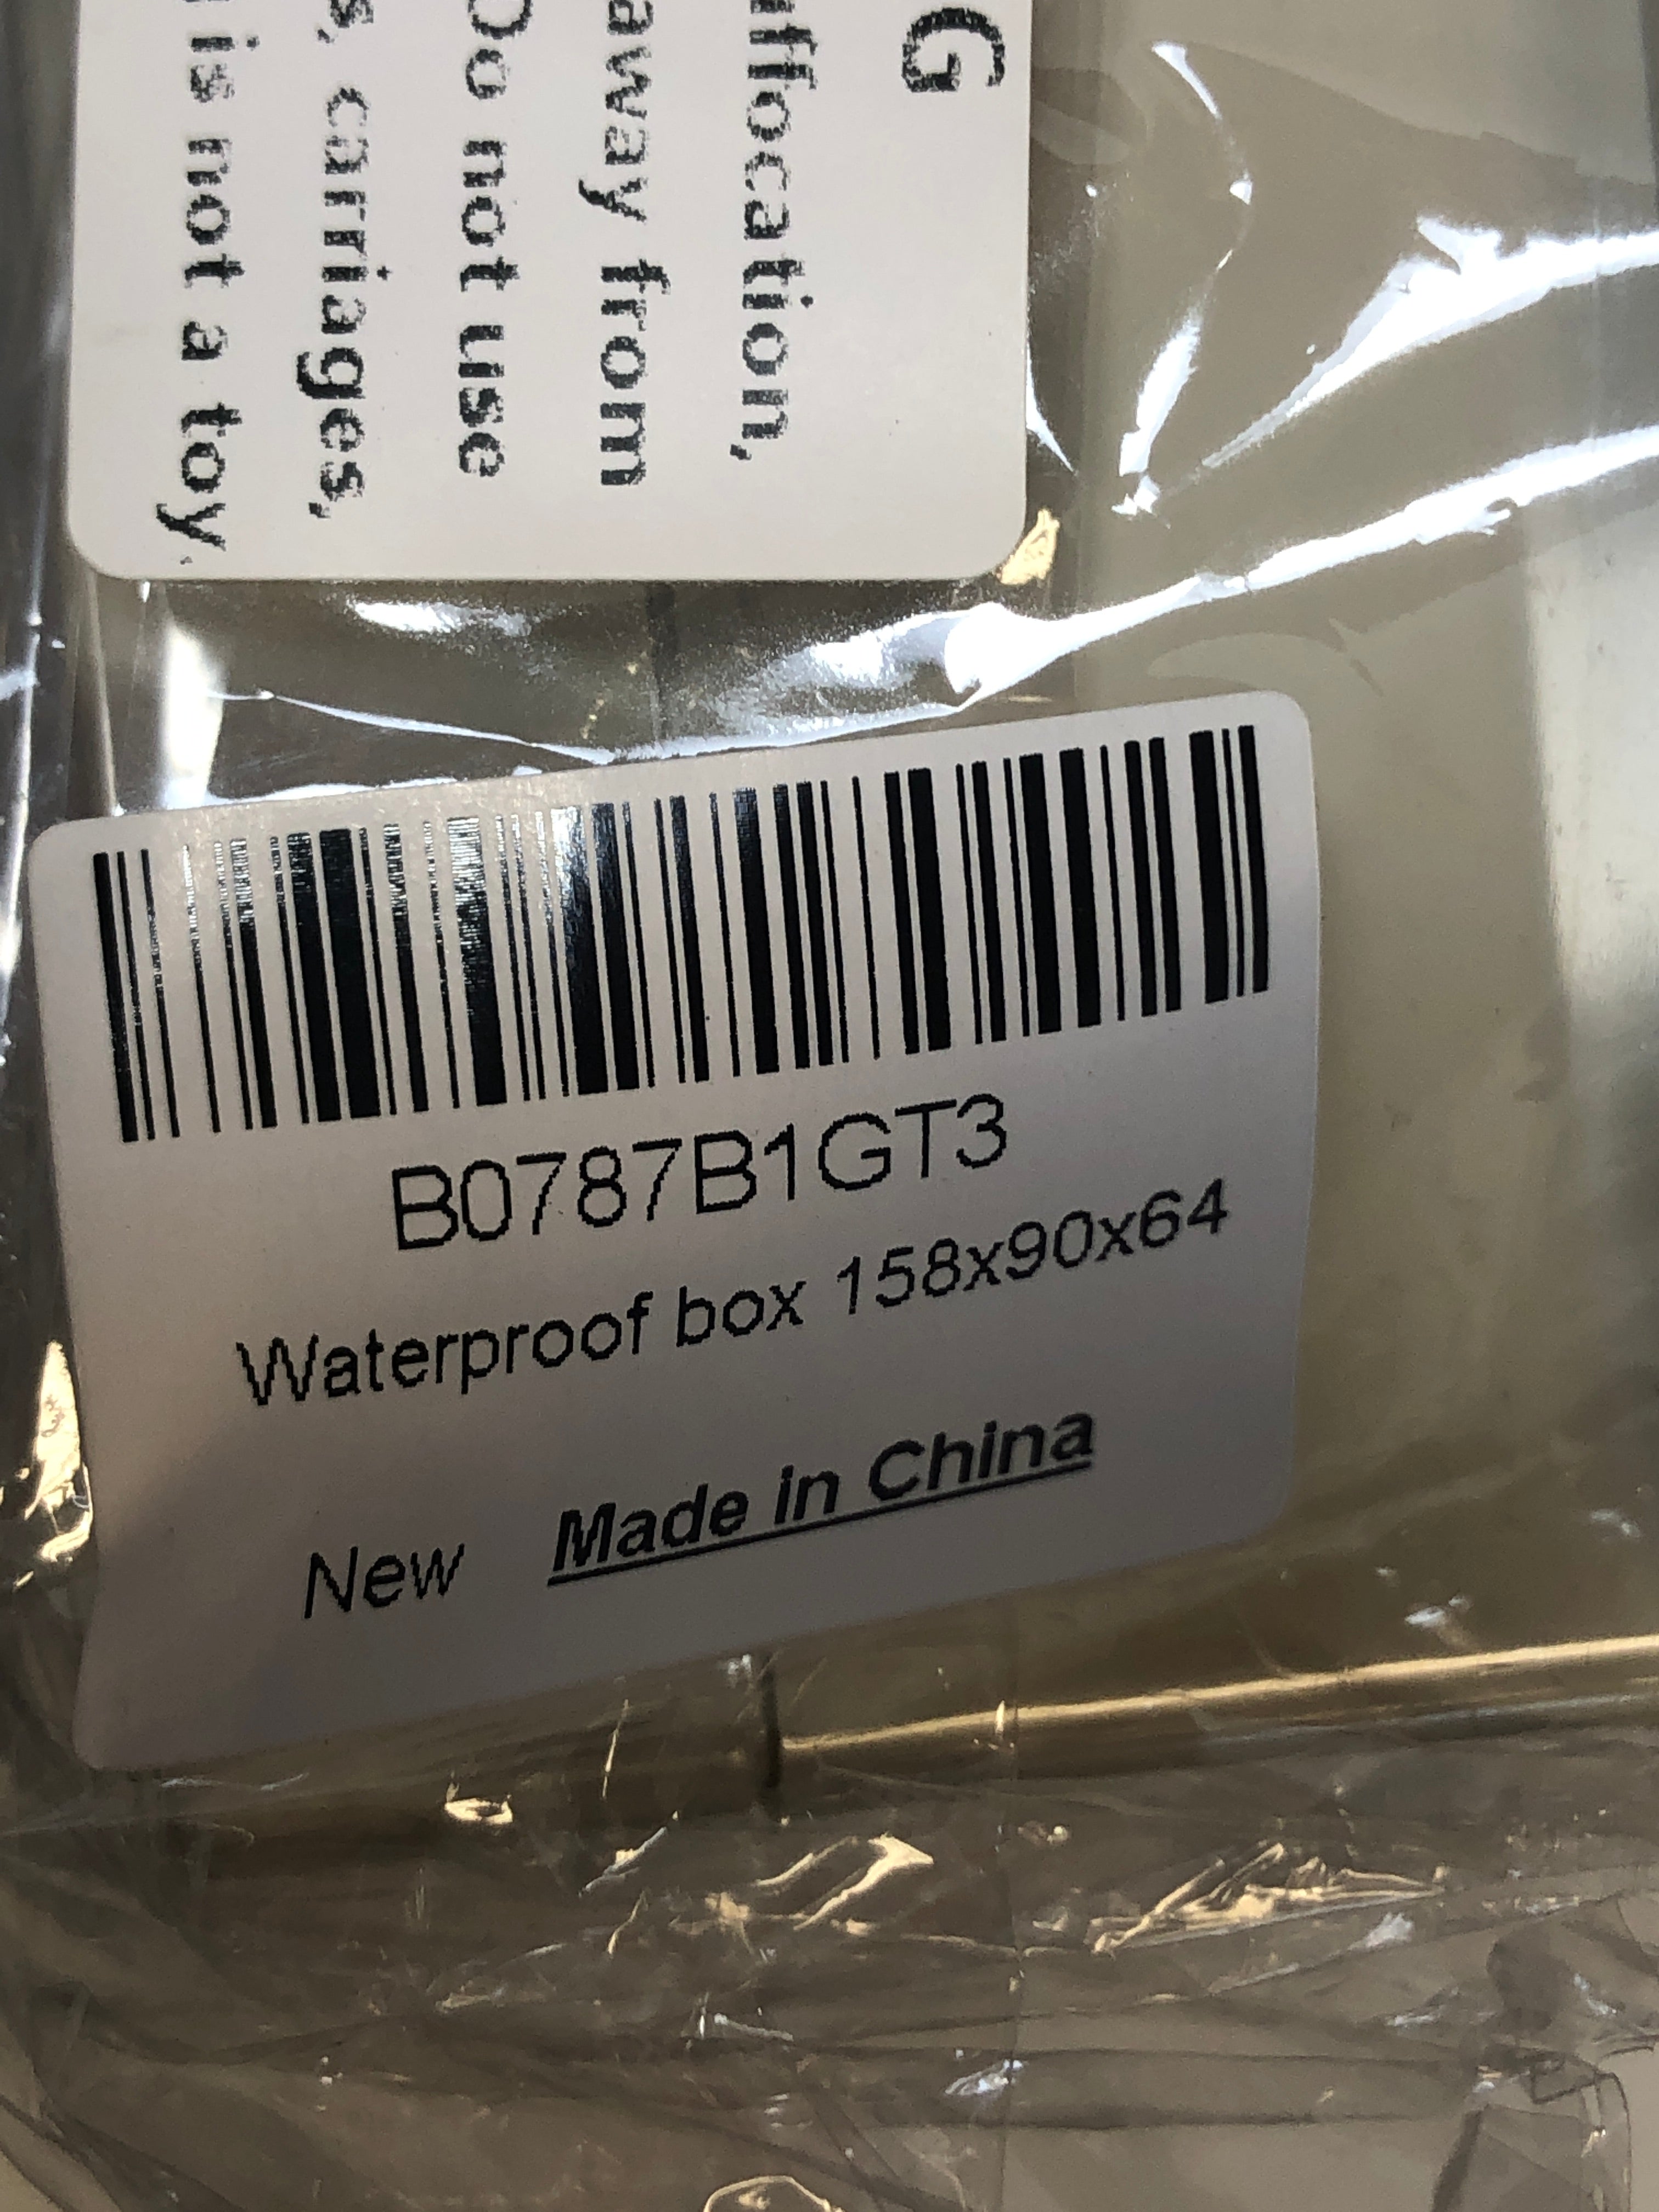 G
uffocation,
away from
Do not use
s, carriages,
is not a toy.
B0787B1GT3
Waterproof box 158x90x64
New Made in China